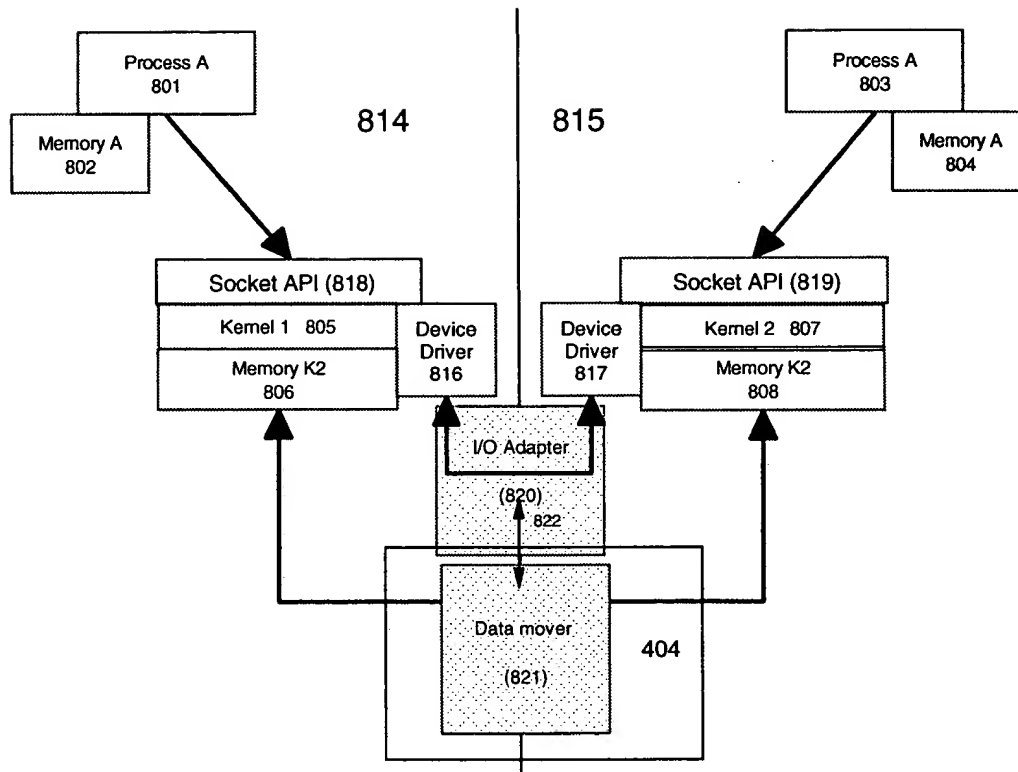 Process A
801
Memory A
802
814
815
Process A
803
Memory A
804
Socket API (818)
Kernel 1 805
Memory K2
806
Device
Driver
816
Socket API (819)
Kernel 2 807
Memory K2
808
Device
Driver
817
I/O Adapter
(820)
822
Data mover
(821)
404